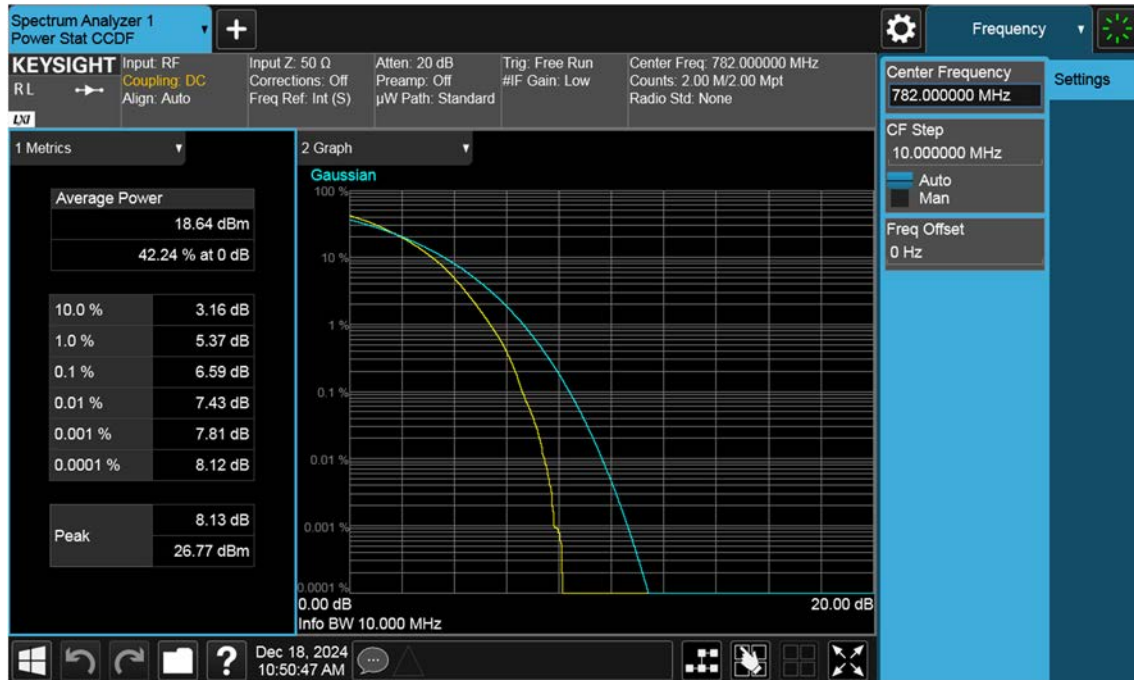 Spectrum Analyzer 1
Power Stat CCDF
Frequency
KEYSIGHT
RL
LXI
Input: RF
Coupling: DC
Align: Auto
Input Z: 50 Ω
Corrections: Off
Freq Ref: Int (S)
Atten: 20 dB
Preamp: Off
µW Path: Standard
Trig: Free Run
#IF Gain: Low
Center Freq: 782.000000 MHz
Counts: 2.00 M/2.00 Mpt
Radio Std: None
Center Frequency
782.000000 MHz
Settings
CF Step
10.000000 MHz
Auto
Man
Freq Offset
0 Hz
1 Metrics
Average Power
18.64 dBm
42.24 % at 0 dB
10.0 % 3.16 dB
1.0 % 5.37 dB
0.1 % 6.59 dB
0.01 % 7.43 dB
0.001 % 7.81 dB
0.0001 % 8.12 dB
Peak
8.13 dB
26.77 dBm
2 Graph
Gaussian
100 %
10 %
1 %
0.1 %
0.01 %
0.001 %
0.0001 %
0.00 dB 20.00 dB
Info BW 10.000 MHz
?
Dec 18, 2024
10:50:47 AM